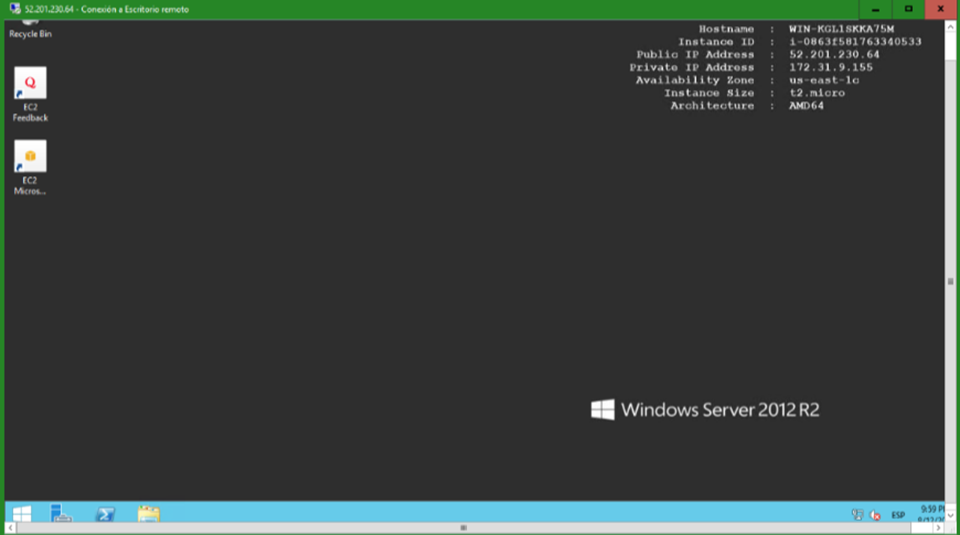 52.201.230.64 - Conexión a Escritorio remoto
Recycle Bin
Hostname : WIN-KGL1SKKA75M
Instance ID : i-0863f581763340533
Public IP Address : 52.201.230.64
Private IP Address : 172.31.9.155
Availability Zone : us-east-1c
Instance Size : t2.micro
Architecture : AMD64
EC2
Feedback
EC2
Micros...
Windows Server 2012 R2
ESP
9:59 P